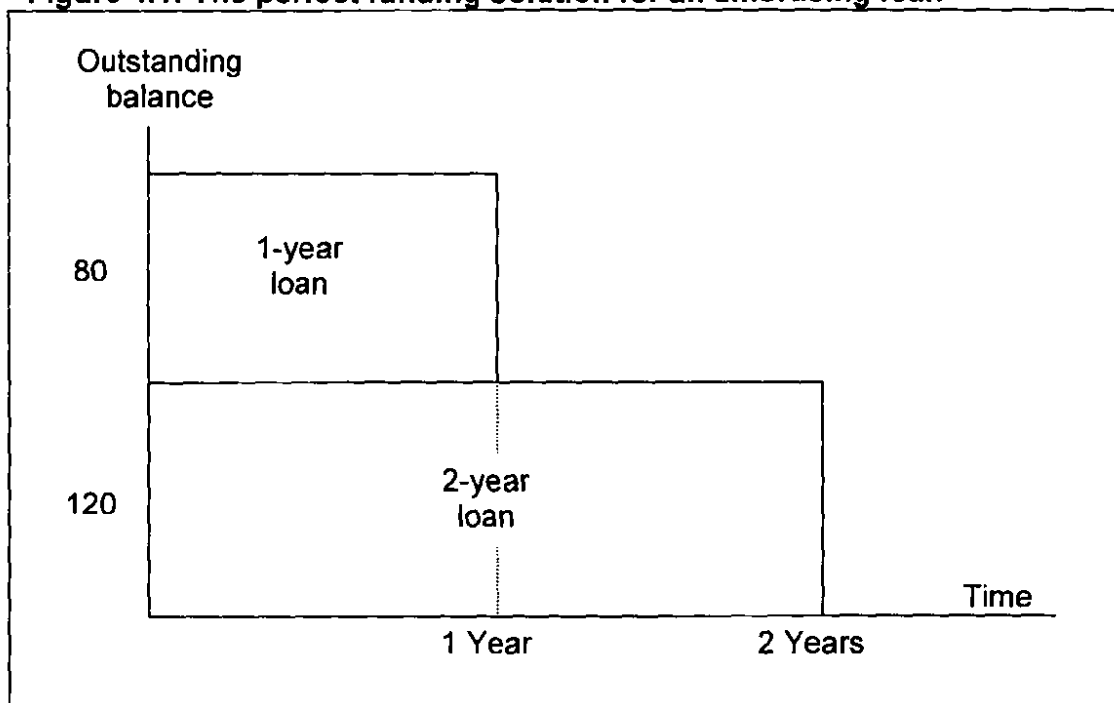 Outstanding
balance
1-year
loan
80
2-year
loan
120
Time
1 Year
2 Years